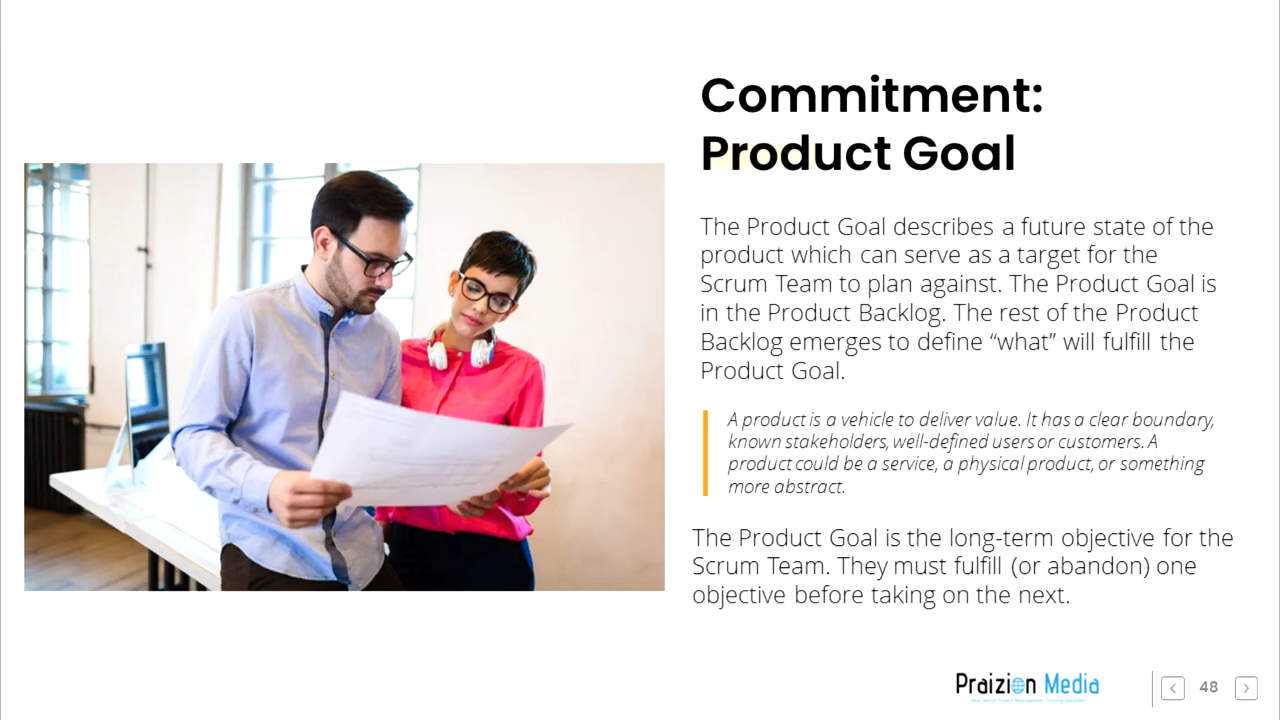 Commitment:
Product Goal
The Product Goal describes a future state of the
product which can serve as a target for the
Scrum Team to plan against. The Product Goal is
in the Product Backlog. The rest of the Product
Backlog emerges to define “what” will fulfill the
Product Goal.
A product is a vehicle to deliver value. It has a clear boundary,
known stakeholders, well-defined users or customers. A
product could be a service, a physical product, or something
more abstract.
The Product Goal is the long-term objective for the
Scrum Team. They must fulfill (or abandon) one
objective before taking on the next.
Praizion Media
48